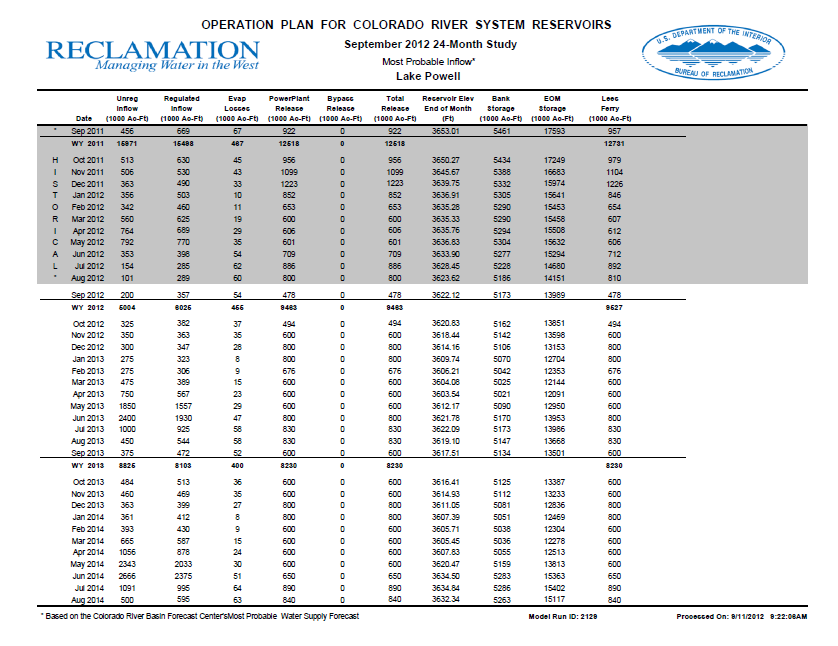 OPERATION PLAN FOR COLORADO RIVER SYSTEM RESERVOIRS
RECLAMATION
Managing Water in the West
September 2012 24-Month Study
Most Probable Inflow*
Lake Powell
U.S. DEPARTMENT OF THE INTERIOR
BUREAU OF RECLAMATION
Unreg Regulated Evap PowerPlant Bypass Total Reservoir Elev Bank EOM Lees
Inflow Inflow Losses Release Release Release End of Month Storage Storage Ferry
Date (1000 Ac-Ft) (1000 Ac-Ft) (1000 Ac-Ft) (1000 Ac-Ft) (1000 Ac-Ft) (1000 Ac-Ft) (Ft) (1000 Ac-Ft) (1000 Ac-Ft) (1000 Ac-Ft)
* Sep 2011 456 669 67 922 0 922 3653.01 5461 17593 957
WY 2011 15971 15498 467 12518 0 12518 12731
H Oct 2011 513 630 45 956 0 956 3650.27 5434 17249 979
I Nov 2011 506 530 43 1099 0 1099 3645.67 5388 16683 1104
S Dec 2011 363 490 33 1223 0 1223 3639.75 5332 15974 1226
T Jan 2012 356 503 10 852 0 852 3636.91 5305 15641 846
O Feb 2012 342 460 11 653 0 653 3635.28 5290 15453 654
R Mar 2012 560 625 19 600 0 600 3635.33 5290 15458 607
I Apr 2012 764 689 29 606 0 606 3635.76 5294 15508 612
C May 2012 792 770 35 601 0 601 3636.83 5304 15632 606
A Jun 2012 353 398 54 709 0 709 3633.90 5277 15294 712
L Jul 2012 154 285 62 886 0 886 3628.45 5228 14680 892
* Aug 2012 101 289 60 800 0 800 3623.62 5186 14151 810
Sep 2012 200 357 54 478 0 478 3622.12 5173 13989 478
WY 2012 5004 6025 455 9463 0 9463 9527
Oct 2012 325 382 37 494 0 494 3620.83 5162 13851 494
Nov 2012 350 363 35 600 0 600 3618.44 5142 13598 600
Dec 2012 300 347 28 800 0 800 3614.16 5106 13153 800
Jan 2013 275 323 8 800 0 800 3609.74 5070 12704 800
Feb 2013 275 306 9 676 0 676 3606.21 5042 12353 676
Mar 2013 475 389 15 600 0 600 3604.08 5025 12144 600
Apr 2013 750 567 23 600 0 600 3603.54 5021 12091 600
May 2013 1850 1557 29 600 0 600 3612.17 5090 12950 600
Jun 2013 2400 1930 47 800 0 800 3621.78 5170 13953 800
Jul 2013 1000 925 58 830 0 830 3622.09 5173 13986 830
Aug 2013 450 544 58 830 0 830 3619.10 5147 13668 830
Sep 2013 375 472 52 600 0 600 3617.51 5134 13501 600
WY 2013 8825 8103 400 8230 0 8230 8230
Oct 2013 484 513 36 600 0 600 3616.41 5125 13387 600
Nov 2013 460 469 35 600 0 600 3614.93 5112 13233 600
Dec 2013 363 399 27 800 0 800 3611.05 5081 12836 800
Jan 2014 361 412 8 800 0 800 3607.39 5051 12469 800
Feb 2014 393 430 9 600 0 600 3605.71 5038 12304 600
Mar 2014 665 587 15 600 0 600 3605.45 5036 12278 600
Apr 2014 1056 878 24 600 0 600 3607.83 5055 12513 600
May 2014 2343 2033 30 600 0 600 3620.47 5159 13813 600
Jun 2014 2666 2375 51 650 0 650 3634.50 5283 15363 650
Jul 2014 1091 995 64 890 0 890 3634.84 5286 15402 890
Aug 2014 500 595 63 840 0 840 3632.34 5263 15117 840
* Based on the Colorado River Basin Forecast Center'sMost Probable Water Supply Forecast
Model Run ID: 2129
Processed On: 9/11/2012 9:22:06AM